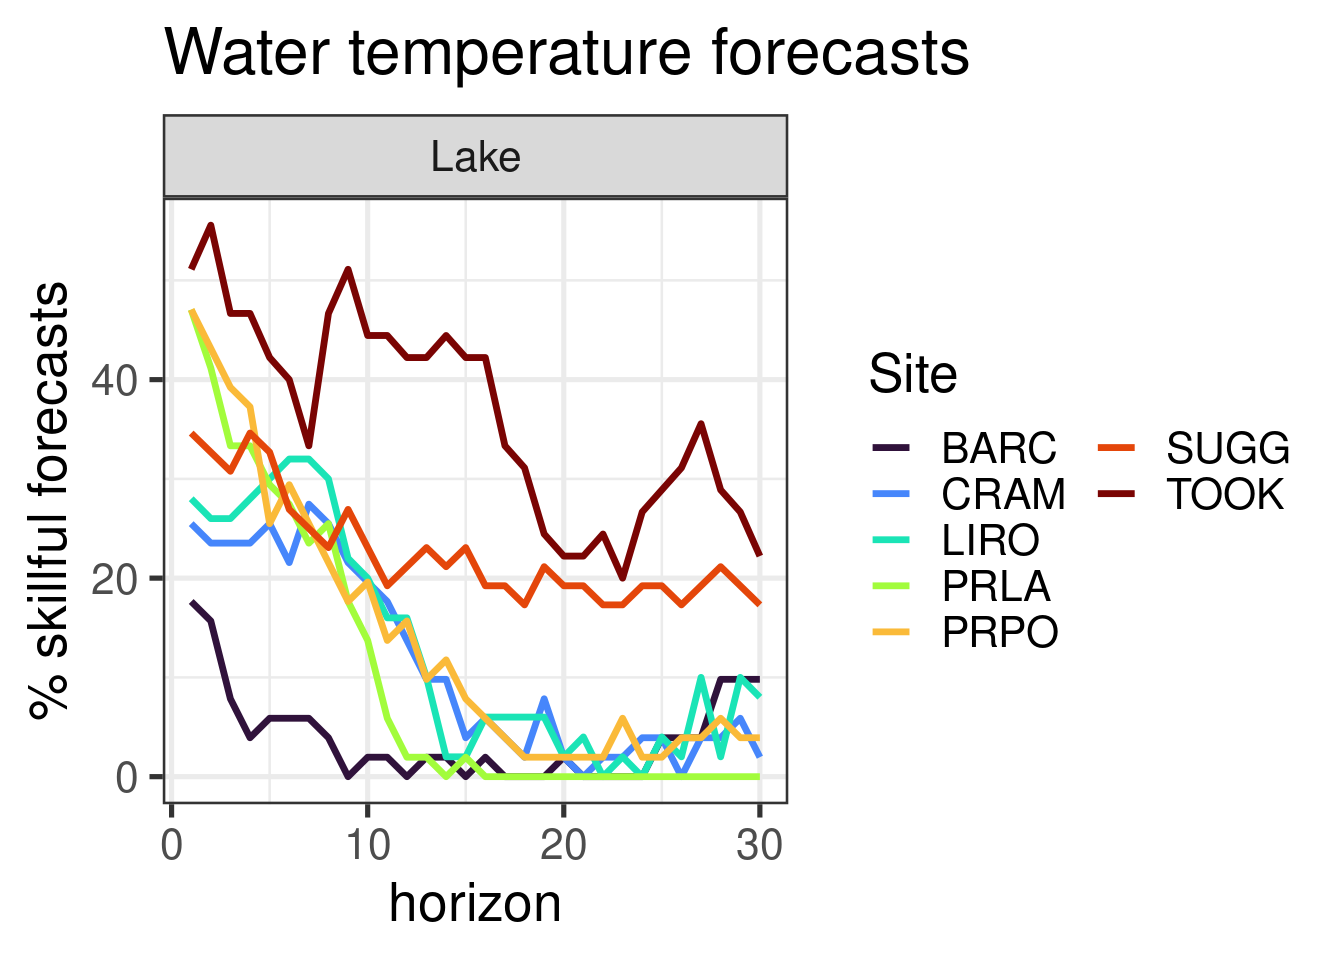 Water temperature forecasts
Lake
% skillful forecasts
40
20
0
0 10 20 30
horizon
Site
BARC SUGG
CRAM TOOK
LIRO
PRLA
PRPO